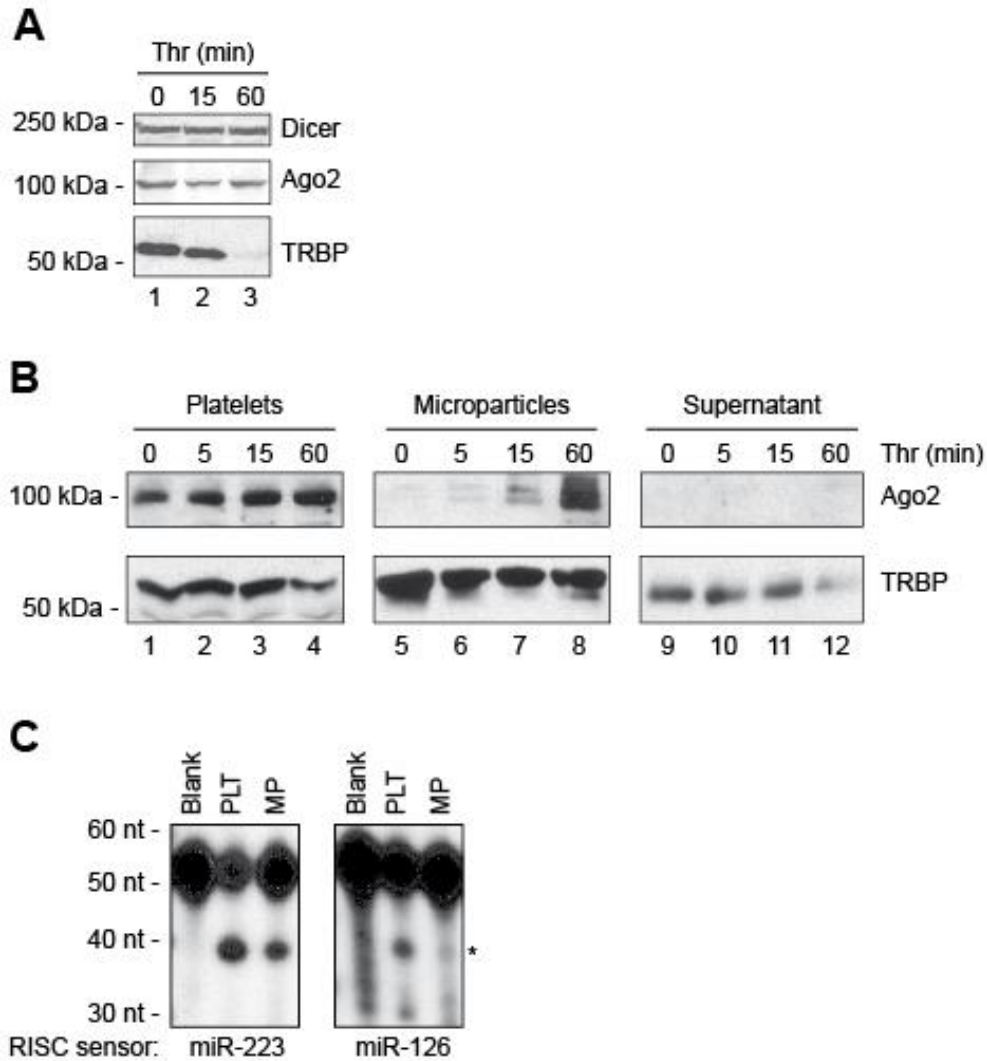 A
Thr (min)
0 15 60
250 kDa - Dicer
100 kDa - Ago2
50 kDa - TRBP
1 2 3
B
Platelets Microparticles Supernatant
0 5 15 60 0 5 15 60 0 5 15 60 Thr (min)
100 kDa - Ago2
50 kDa - TRBP
1 2 3 4 5 6 7 8 9 10 11 12
C
Blank PLT MP Blank PLT MP
60 nt -
50 nt -
40 nt - *
30 nt -
RISC sensor: miR-223 miR-126